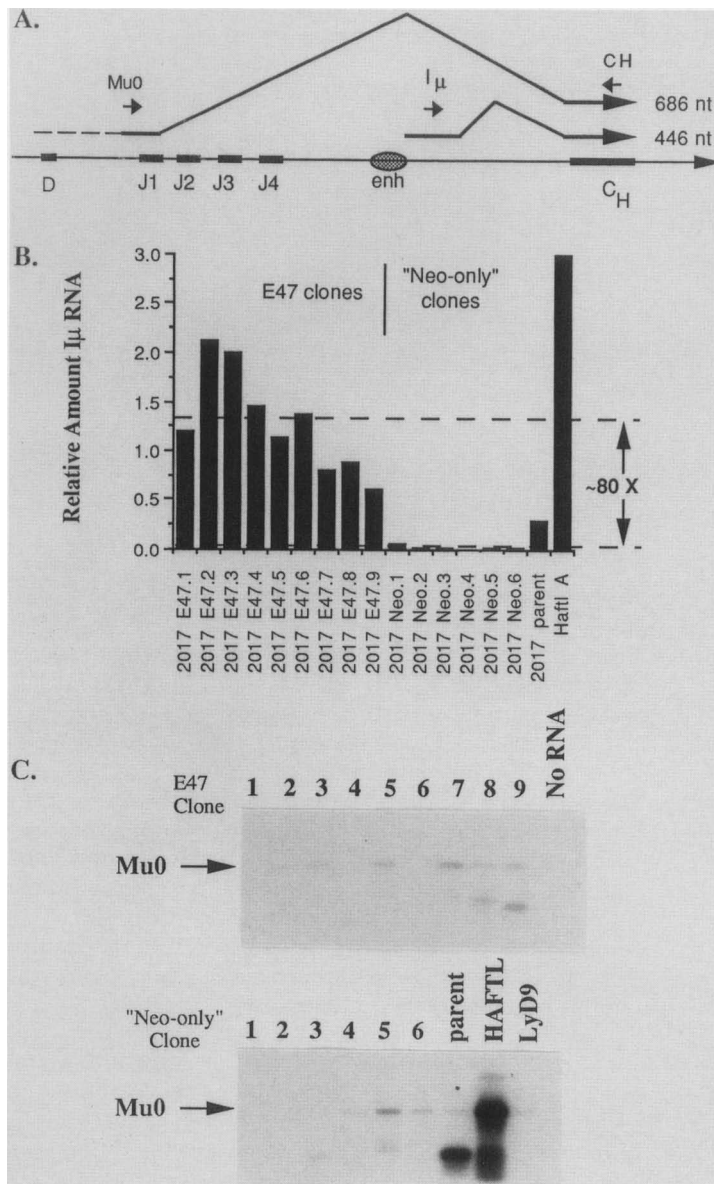 A.
Mu0
I μ
CH
686 nt
446 nt
D
J1
J2
J3
J4
enh
C H
B.
Relative Amount Iμ RNA
3.0
2.5
2.0
1.5
1.0
0.5
0.0
E47 clones
"Neo-only" clones
~80 X
2017 E47.1
2017 E47.2
2017 E47.3
2017 E47.4
2017 E47.5
2017 E47.6
2017 E47.7
2017 E47.8
2017 E47.9
2017 Neo.1
2017 Neo.2
2017 Neo.3
2017 Neo.4
2017 Neo.5
2017 Neo.6
2017 parent
Haftl A
C.
E47
Clone
1 2 3 4 5 6 7 8 9 No RNA
Mu0
"Neo-only"
Clone
1 2 3 4 5 6 parent HAFTL LyD9
Mu0